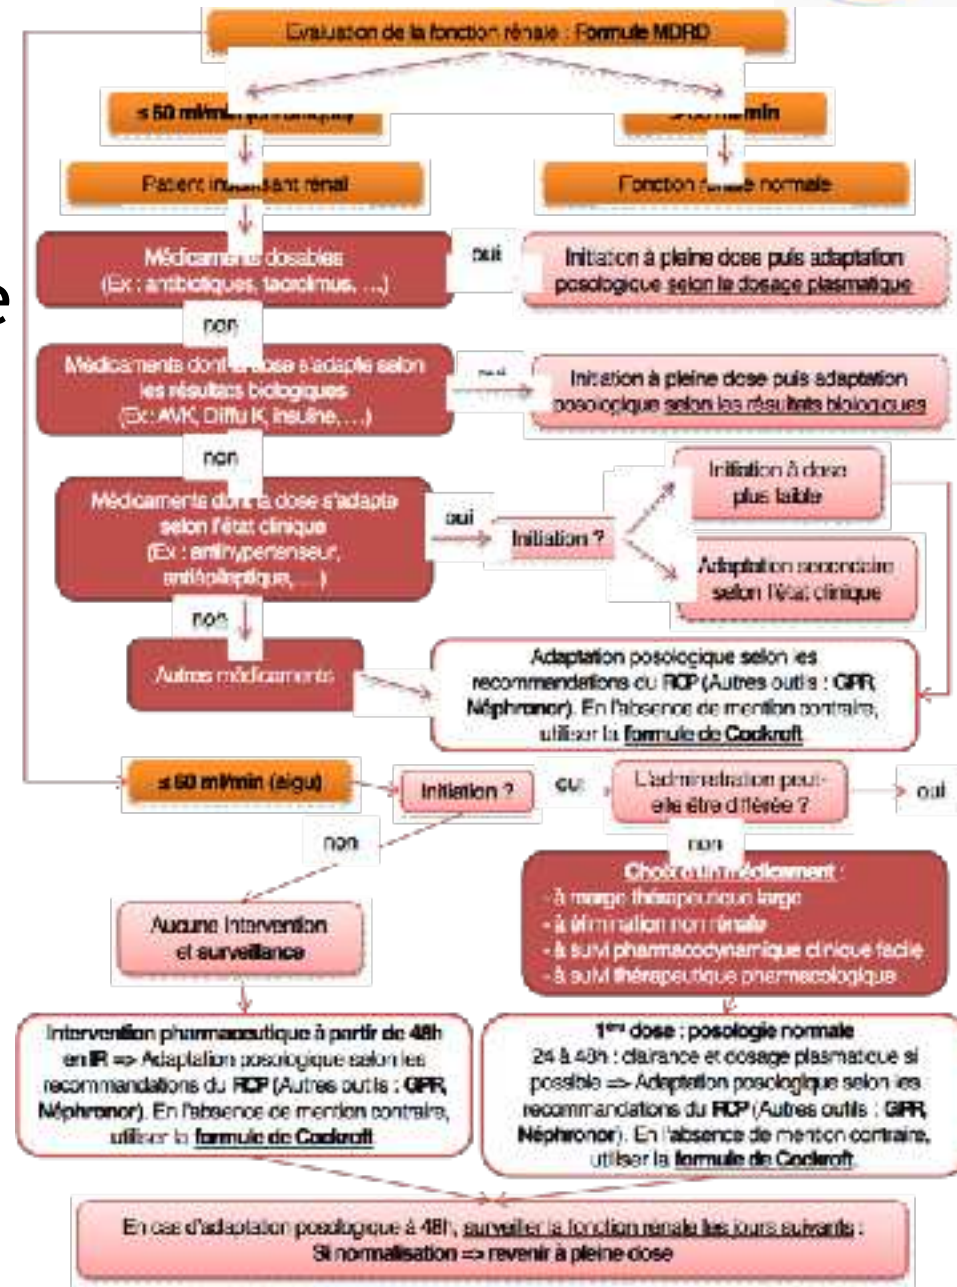 Evaluation de la fonction rénale : Formule MDRD
≤ 60 ml/min
min
Patient insuffisant rénal
Fonction rénale normale
e
Médicaments dosables
(Ex : antibiotiques, tacrolimus, …)
oui
Initiation à pleine dose puis adaptation
posologique selon le dosage plasmatique
non
Médicaments dont la dose s'adapte selon
les résultats biologiques
(Ex : AVK, Diffu K, insuline, …)
oui
Initiation à pleine dose puis adaptation
posologique selon les résultats biologiques
non
Médicaments dont la dose s'adapte
selon l'état clinique
(Ex : antihypertenseur,
antiépileptique, …)
oui
Initiation ?
Initiation à dose
plus faible
Adaptation secondaire
selon l'état clinique
non
Autres médicaments
Adaptation posologique selon les
recommandations du RCP (Autres outils : GPR,
Néphronor). En l'absence de mention contraire,
utiliser la formule de Cockroft
≤ 60 ml/min (aigu)
Initiation ?
oui
L'administration peut-
elle être différée ?
oui
non
non
Choix d'un médicament :
- à marge thérapeutique large
- à élimination non rénale
- à suivi pharmacodynamique clinique facile
- à suivi thérapeutique pharmacologique
Aucune intervention
et surveillance
Intervention pharmaceutique à partir de 48h
en IR => Adaptation posologique selon les
recommandations du RCP (Autres outils : GPR,
Néphronor). En l'absence de mention contraire,
utiliser la formule de Cockroft
1ère dose : posologie normale
24 à 48h : clairance et dosage plasmatique si
possible => Adaptation posologique selon les
recommandations du RCP (Autres outils : GPR,
Néphronor). En l'absence de mention contraire,
utiliser la formule de Cockroft.
En cas d'adaptation posologique à 48h, surveiller la fonction rénale les jours suivants :
Si normalisation => revenir à pleine dose